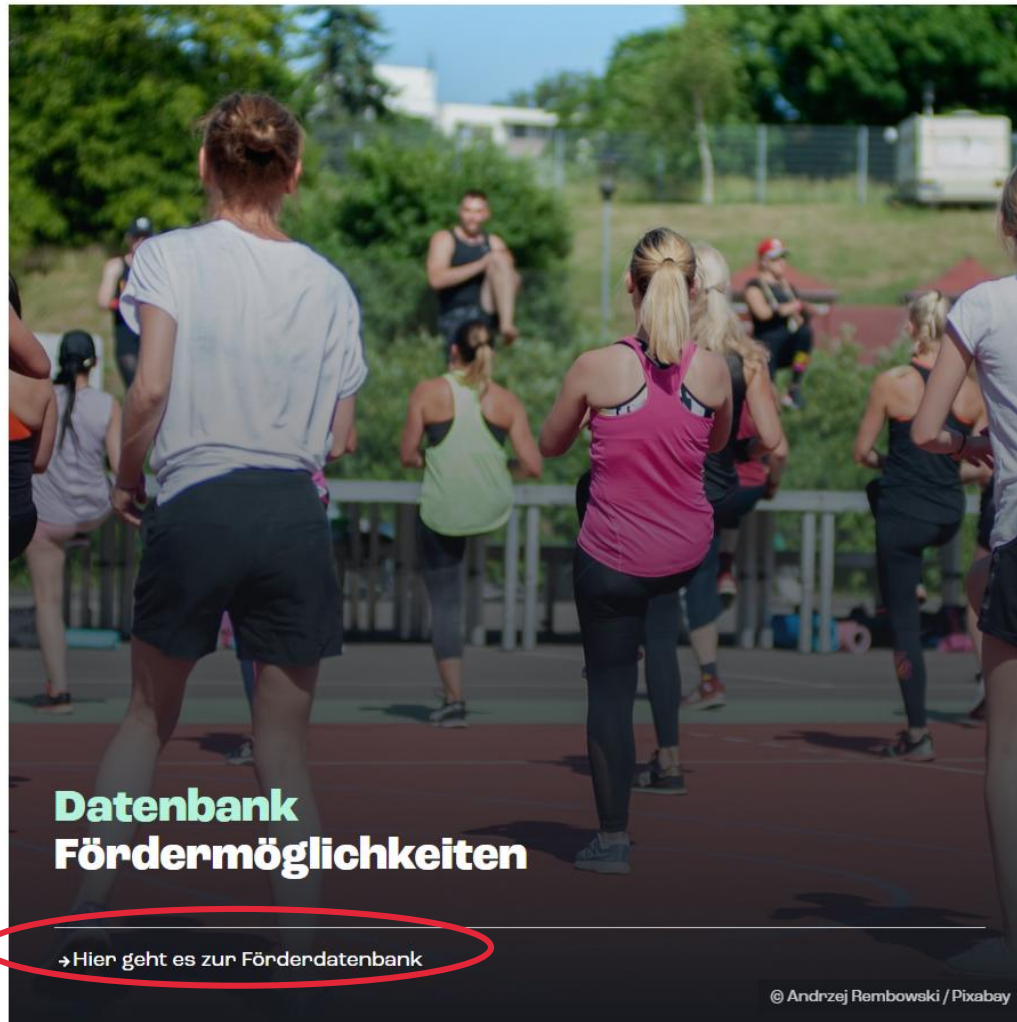 Datenbank
Fördermöglichkeiten
→Hier geht es zur Förderdatenbank
© Andrzej Rembowski / Pixabay